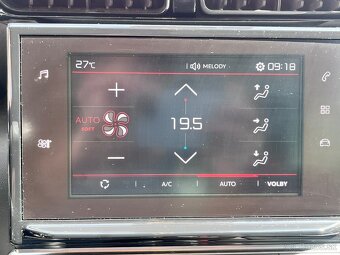 27°C
MELODY
09:18
AUTO
SOFT
19.5
A/C
AUTO
VOLBY